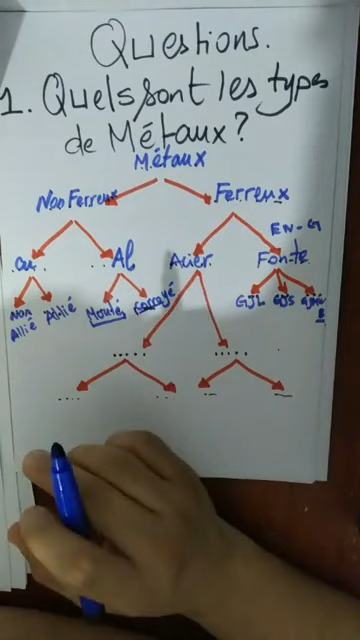 Questions.
1. Quels sont les types
de Métaux?
Métaux
Non Ferreux Ferreux
EN-G
Cu Al Acier Fonte
Non Allié Allié Moulé Corroyé GJL GJS